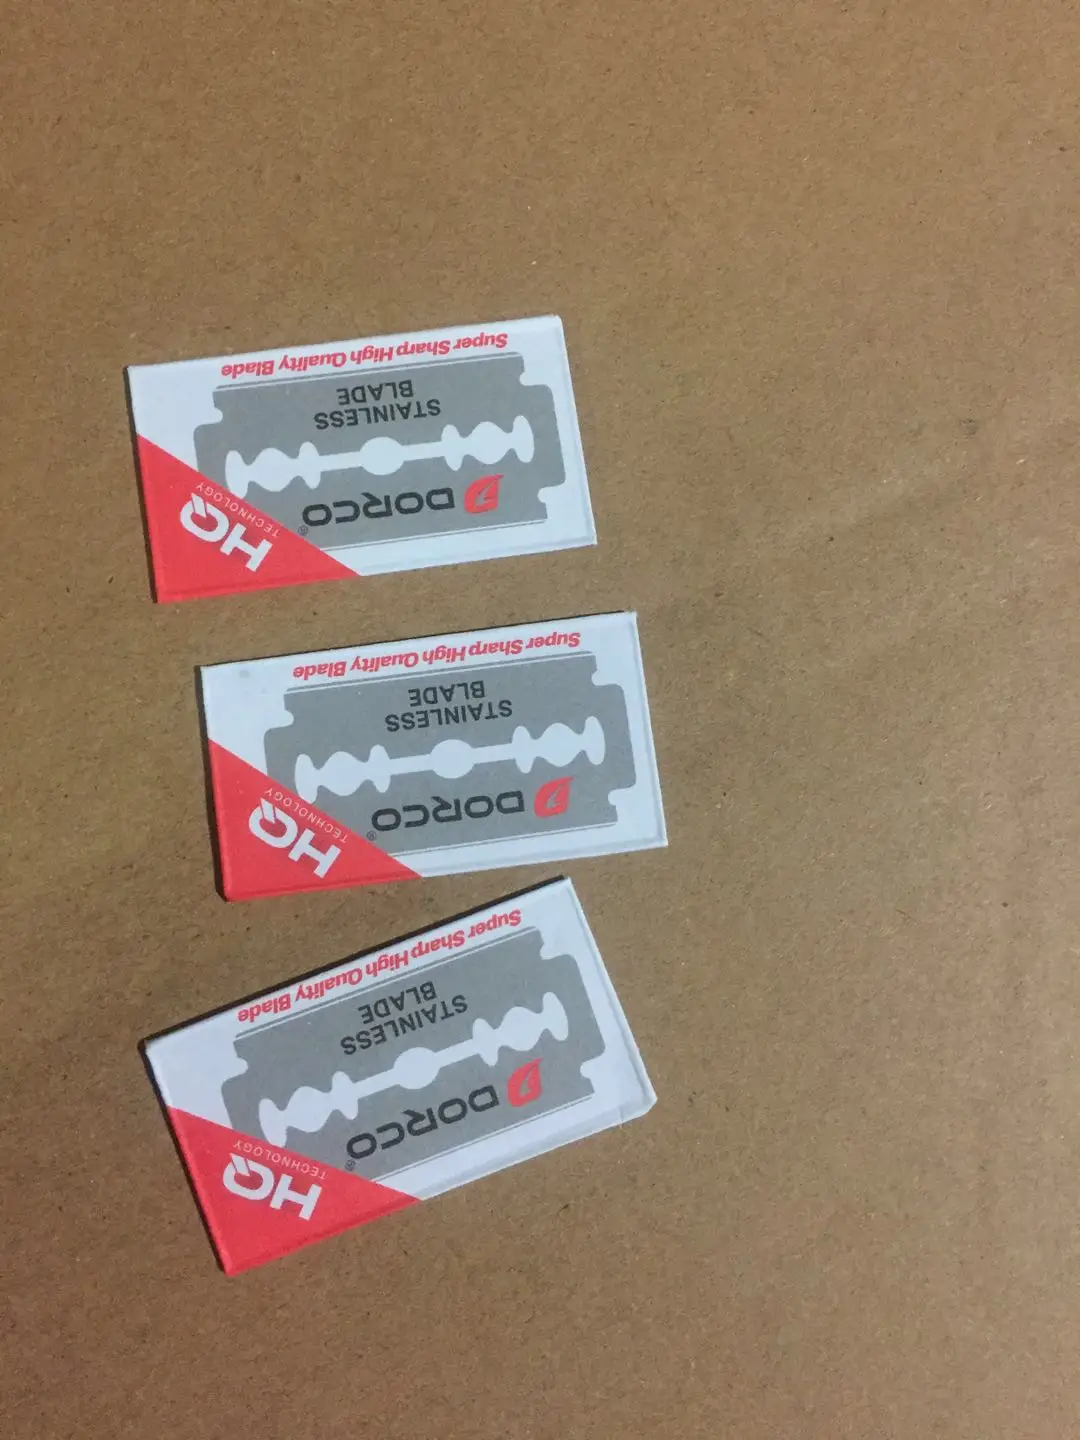 HQ
TECHNOLOGY
DORCO®
STAINLESS
BLADE
Super Sharp High Quality Blade
HQ
TECHNOLOGY
DORCO®
STAINLESS
BLADE
Super Sharp High Quality Blade
HQ
TECHNOLOGY
DORCO®
STAINLESS
BLADE
Super Sharp High Quality Blade